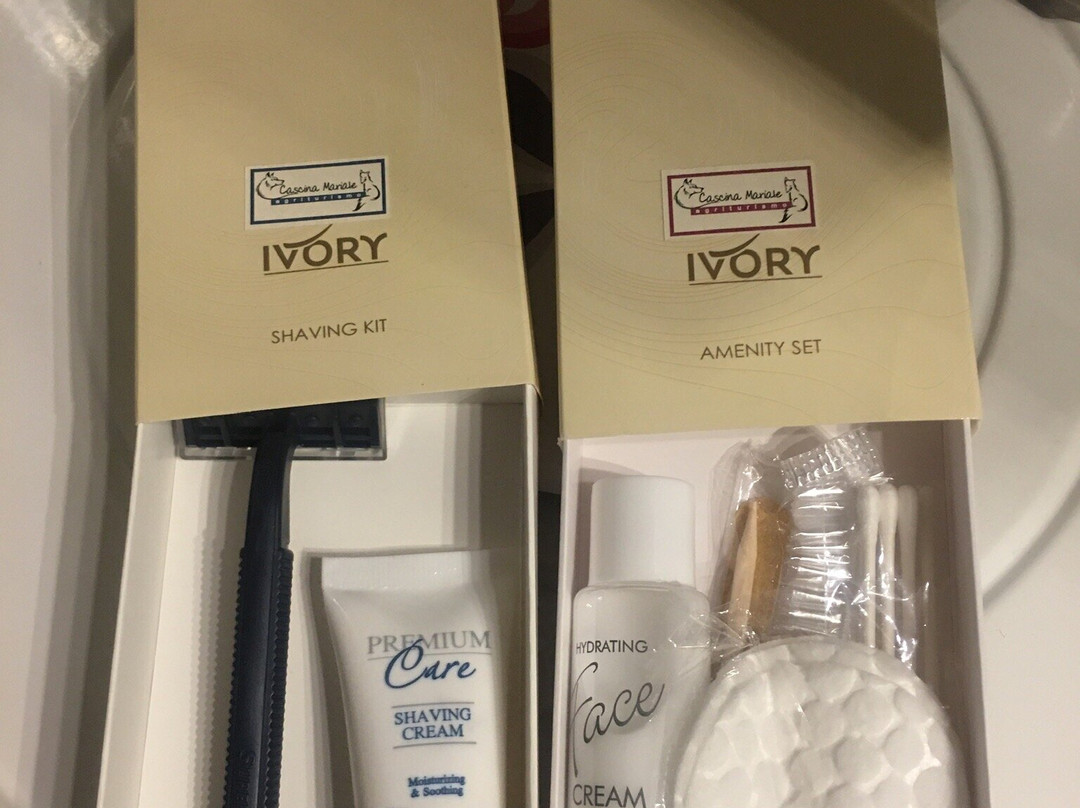 Cascina Mariale
agriturismo
IVORY
SHAVING KIT
PREMIUM
Care
SHAVING
CREAM
Moisturizing
& Soothing
Cascina Mariale
agriturismo
IVORY
AMENITY SET
HYDRATING
Face
CREAM